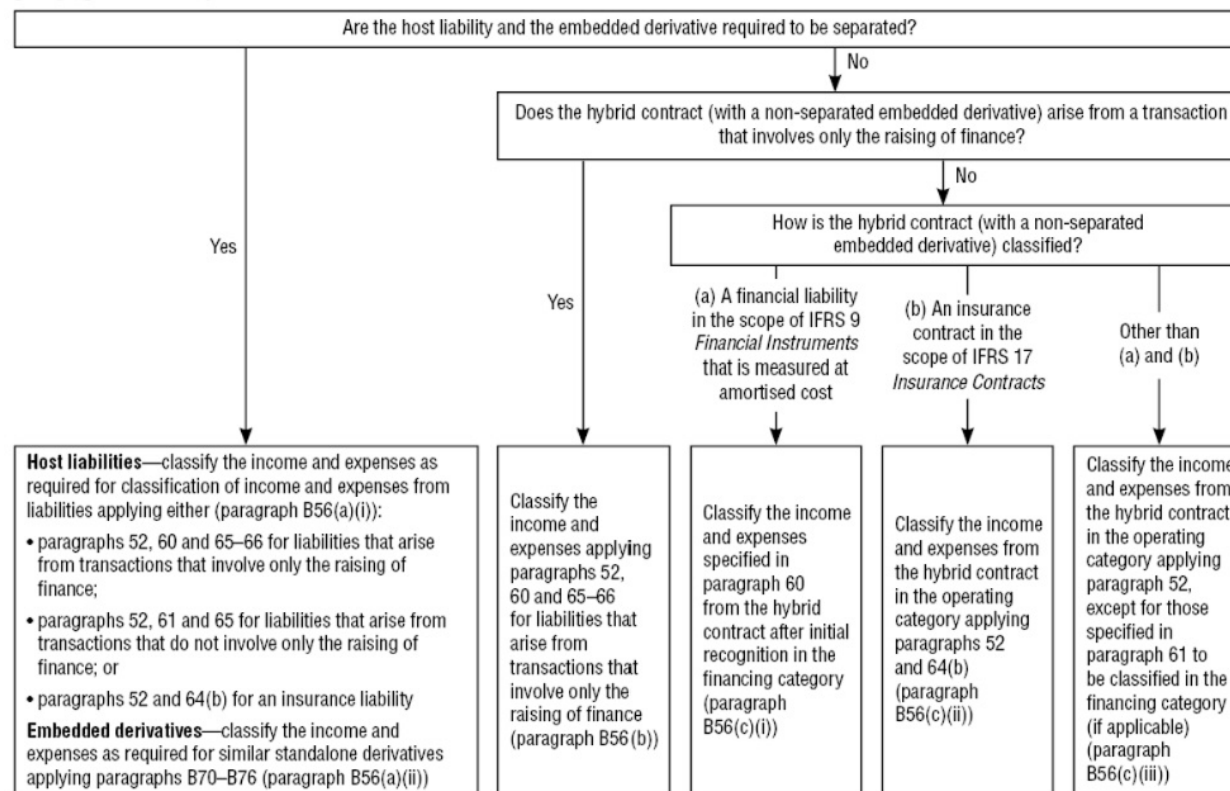 Are the host liability and the embedded derivative required to be separated?
No
Does the hybrid contract (with a non-separated embedded derivative) arise from a transaction
that involves only the raising of finance?
No
How is the hybrid contract (with a non-separated
embedded derivative) classified?
Yes
Yes
(a) A financial liability
in the scope of IFRS 9
Financial Instruments
that is measured at
amortised cost
(b) An insurance
contract in the
scope of IFRS 17
Insurance Contracts
Other than
(a) and (b)
Host liabilities—classify the income and expenses as
required for classification of income and expenses from
liabilities applying either (paragraph B56(a)(i)):
• paragraphs 52, 60 and 65–66 for liabilities that arise
from transactions that involve only the raising of
finance;
• paragraphs 52, 61 and 65 for liabilities that arise from
transactions that do not involve only the raising of
finance; or
• paragraphs 52 and 64(b) for an insurance liability
Embedded derivatives—classify the income and
expenses as required for similar standalone derivatives
applying paragraphs B70–B76 (paragraph B56(a)(ii))
Classify the
income and
expenses applying
paragraphs 52,
60 and 65–66
for liabilities that
arise from
transactions that
involve only the
raising of finance
(paragraph B56(b))
Classify the income
and expenses
specified in
paragraph 60
from the hybrid
contract after initial
recognition in the
financing category
(paragraph
B56(c)(i))
Classify the income
and expenses from
the hybrid contract
in the operating
category applying
paragraphs 52
and 64(b)
(paragraph
B56(c)(ii))
Classify the income
and expenses from
the hybrid contract
in the operating
category applying
paragraph 52,
except for those
specified in
paragraph 61 to
be classified in the
financing category
(if applicable)
(paragraph
B56(c)(iii))